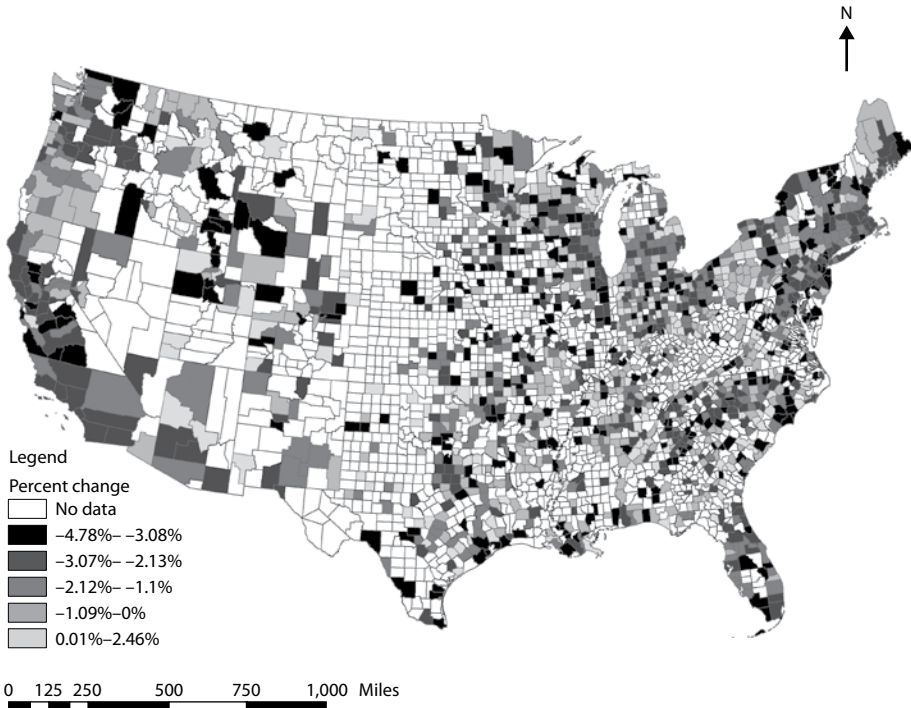 N
Legend
Percent change
No data
–4.78%– –3.08%
–3.07%– –2.13%
–2.12%– –1.1%
–1.09%–0%
0.01%–2.46%
0 125 250 500 750 1,000 Miles